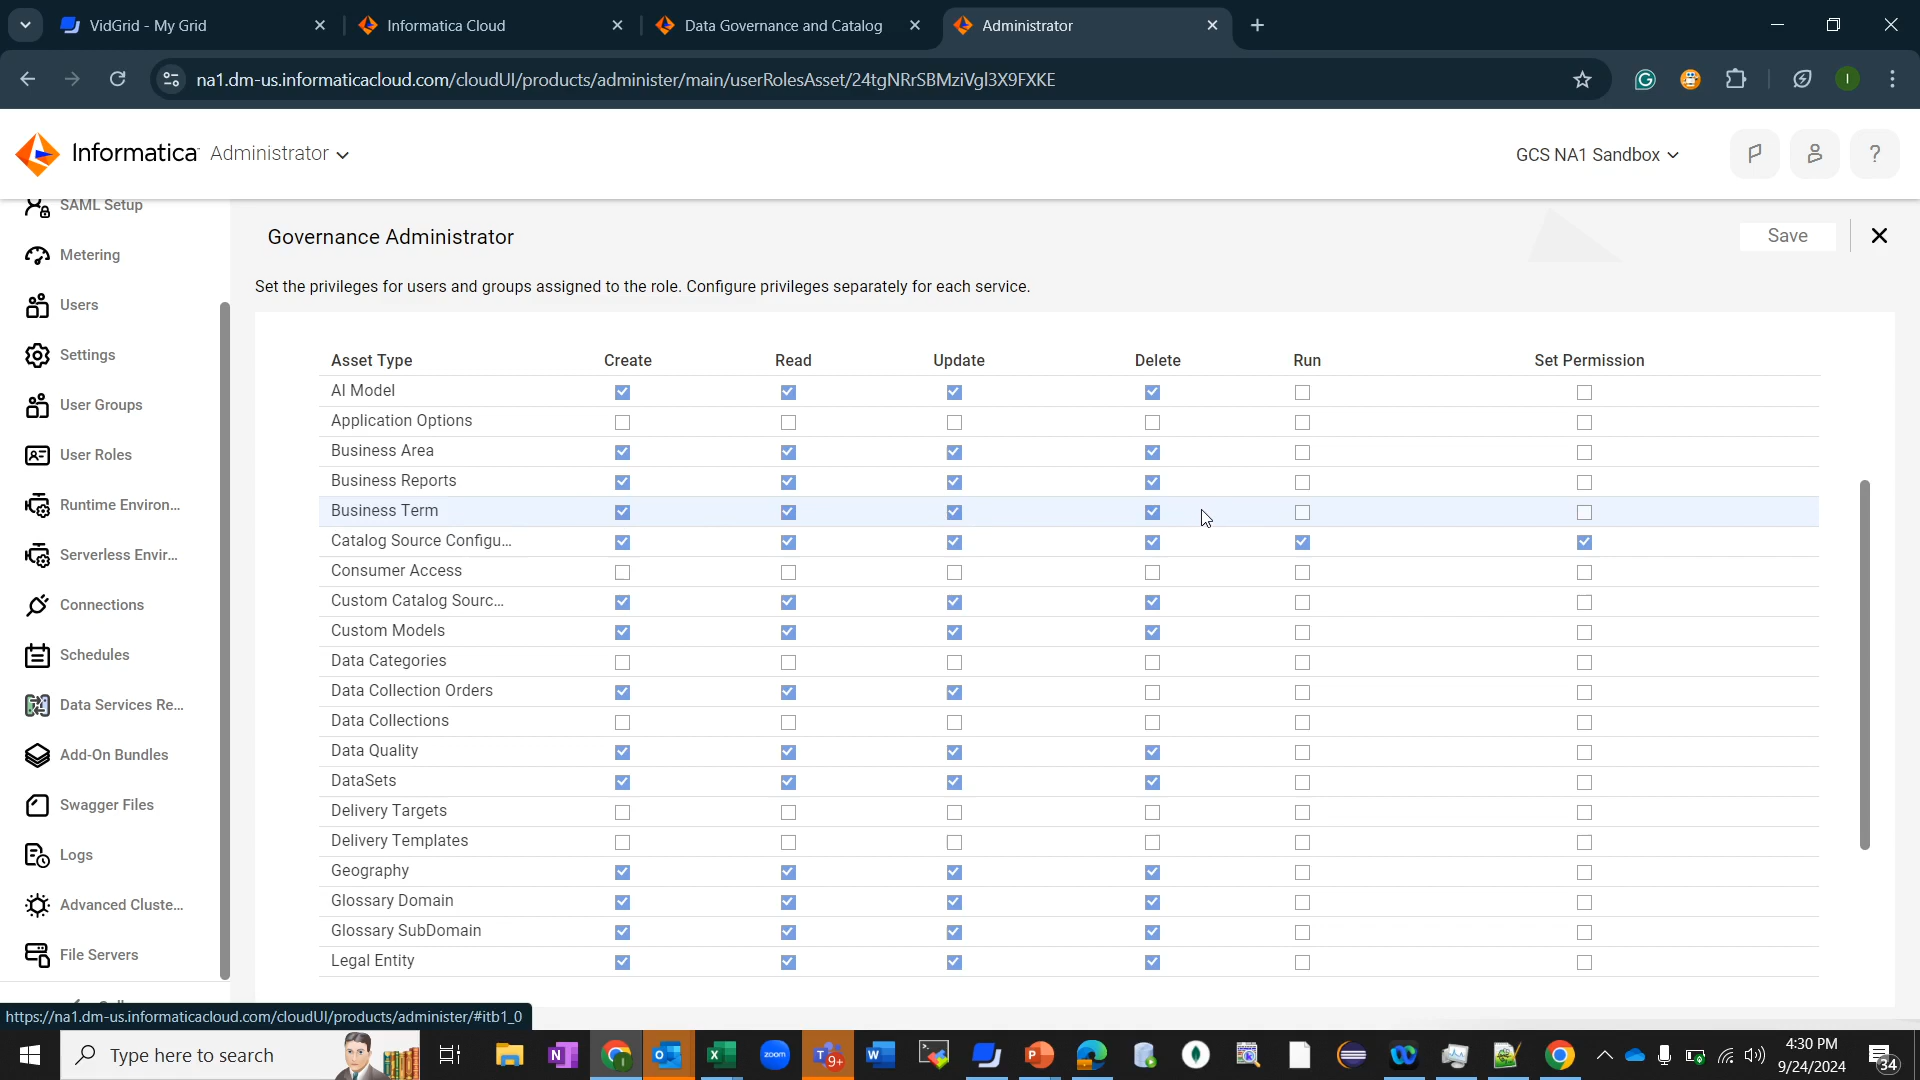 VidGrid - My Grid
Informatica Cloud
Data Governance and Catalog
Administrator
na1.dm-us.informaticacloud.com/cloudUI/products/administer/main/userRolesAsset/24tgNRrSBMziVgl3X9FXKE
I
Informatica Administrator
GCS NA1 Sandbox
?
SAML Setup
Metering
Users
Settings
User Groups
User Roles
Runtime Environ...
Serverless Envir...
Connections
Schedules
Data Services Re...
Add-On Bundles
Swagger Files
Logs
Advanced Cluste...
File Servers
Governance Administrator
Save
Set the privileges for users and groups assigned to the role. Configure privileges separately for each service.
Asset Type Create Read Update Delete Run Set Permission
AI Model
Application Options
Business Area
Business Reports
Business Term
Catalog Source Configu...
Consumer Access
Custom Catalog Sourc...
Custom Models
Data Categories
Data Collection Orders
Data Collections
Data Quality
DataSets
Delivery Targets
Delivery Templates
Geography
Glossary Domain
Glossary SubDomain
Legal Entity
https://na1.dm-us.informaticacloud.com/cloudUI/products/administer/#itb1_0
Type here to search
zoom
9+
4:30 PM
9/24/2024
34